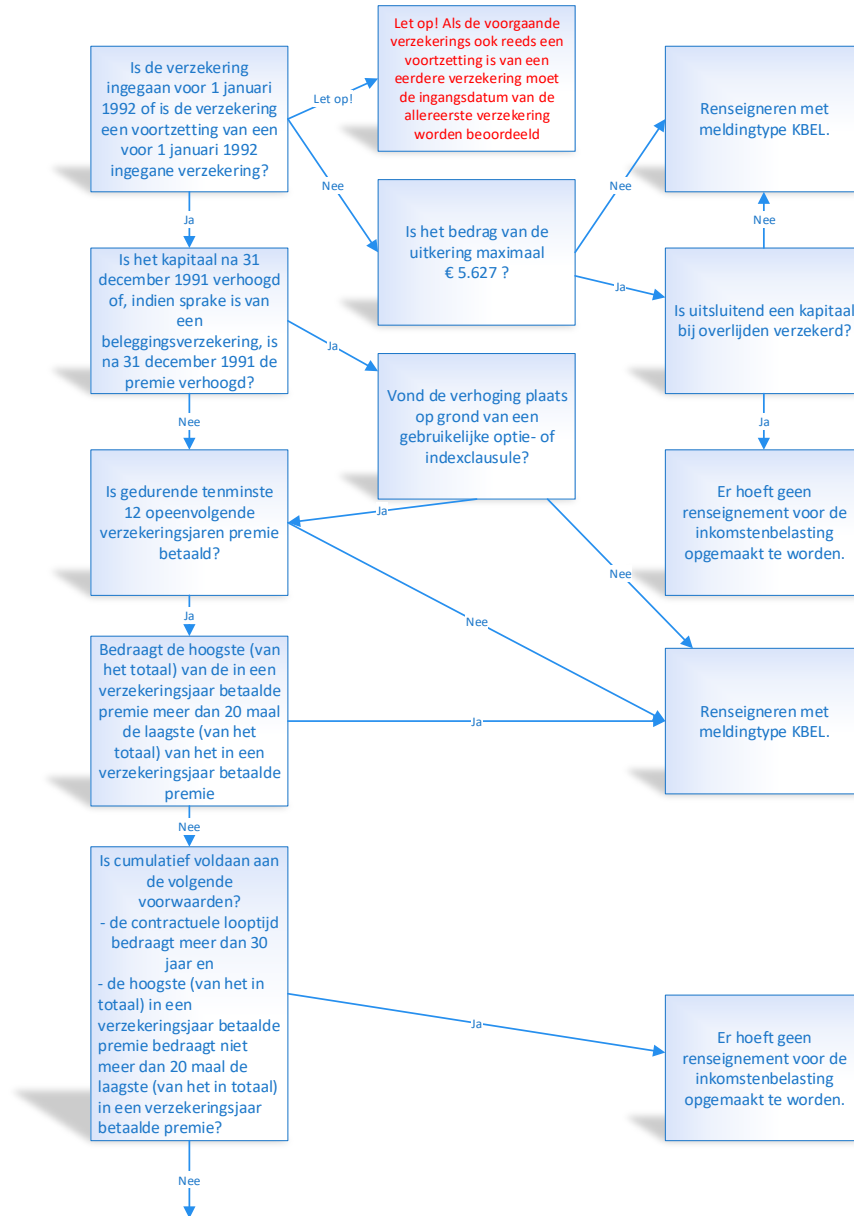 Is de verzekering
ingegaan voor 1 januari
1992 of is de verzekering
een voortzetting van een
voor 1 januari 1992
ingegane verzekering?
Let op!
Let op! Als de voorgaande
verzekerings ook reeds een
voortzetting is van een
eerdere verzekering moet
de ingangsdatum van de
allereerste verzekering
worden beoordeeld
Renseigneren met
meldingtype KBEL.
Nee
Nee
Nee
Ja
Is het bedrag van de
uitkering maximaal
€ 5.627 ?
Ja
Is het kapitaal na 31
december 1991 verhoogd
of, indien sprake is van
een
beleggingsverzekering, is
na 31 december 1991 de
premie verhoogd?
Is uitsluitend een kapitaal
bij overlijden verzekerd?
Ja
Vond de verhoging plaats
op grond van een
gebruikelijke optie- of
indexclausule?
Nee
Ja
Is gedurende tenminste
12 opeenvolgende
verzekeringsjaren premie
betaald?
Ja
Er hoeft geen
renseignement voor de
inkomstenbelasting
opgemaakt te worden.
Nee
Ja
Nee
Bedraagt de hoogste (van
het totaal) van de in een
verzekeringsjaar betaalde
premie meer dan 20 maal
de laagste (van het
totaal) van het in een
verzekeringsjaar betaalde
premie
Ja
Renseigneren met
meldingtype KBEL.
Nee
Is cumulatief voldaan aan
de volgende
voorwaarden?
- de contractuele looptijd
bedraagt meer dan 30
jaar en
- de hoogste (van het in
totaal) in een
verzekeringsjaar betaalde
premie bedraagt niet
meer dan 20 maal de
laagste (van het in totaal)
in een verzekeringsjaar
betaalde premie?
Ja
Er hoeft geen
renseignement voor de
inkomstenbelasting
opgemaakt te worden.
Nee